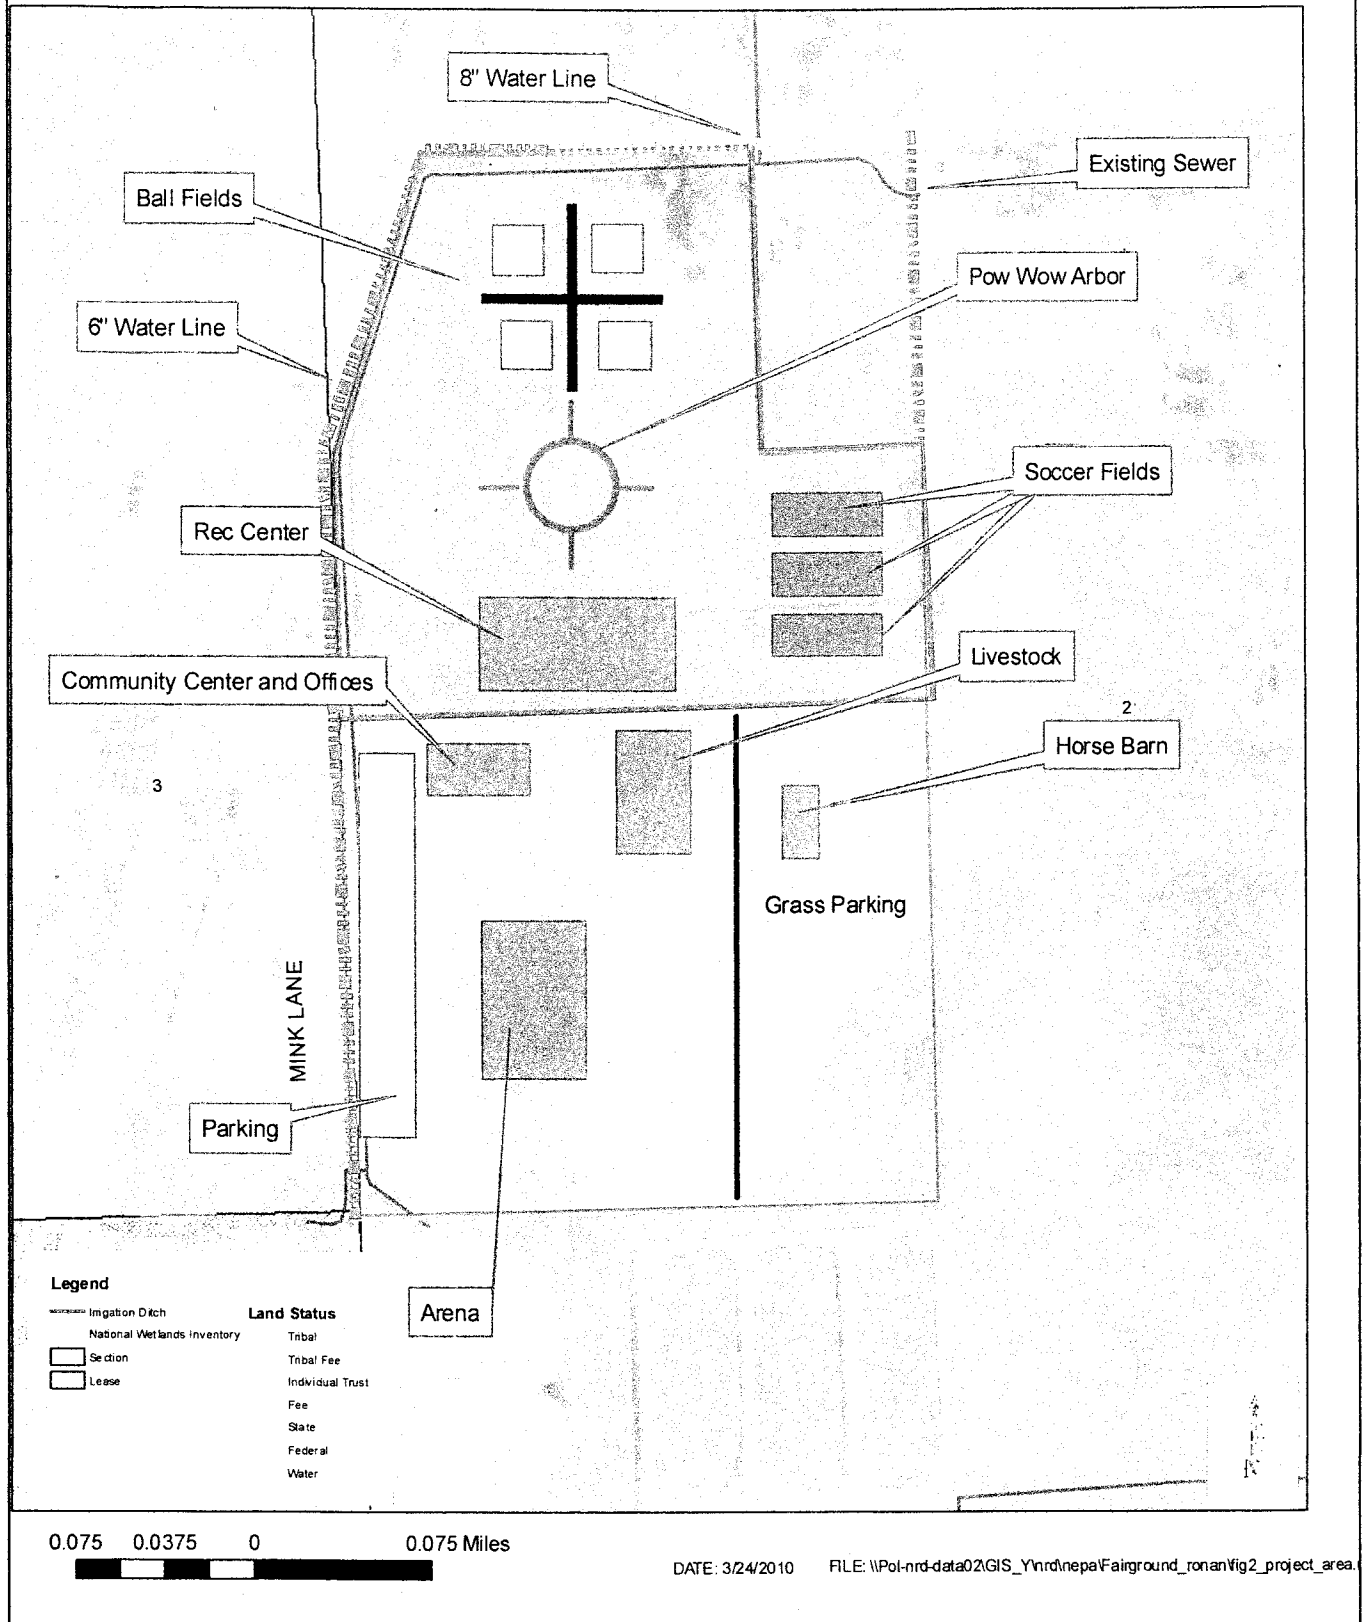 8" Water Line
Existing Sewer
Ball Fields
Pow Wow Arbor
6" Water Line
Soccer Fields
Rec Center
Livestock
Community Center and Offices
2
Horse Barn
3
Grass Parking
MINK LANE
Parking
Arena
Legend
Irrigation Ditch
National Wetlands Inventory
Section
Lease
Land Status
Tribal
Tribal Fee
Individual Trust
Fee
State
Federal
Water
0.075 0.0375 0 0.075 Miles
DATE: 3/24/2010 FILE: \\Pol-nrd-data02\GIS_Y\nrd\nepa\Fairground_ronan\fig2_project_area.